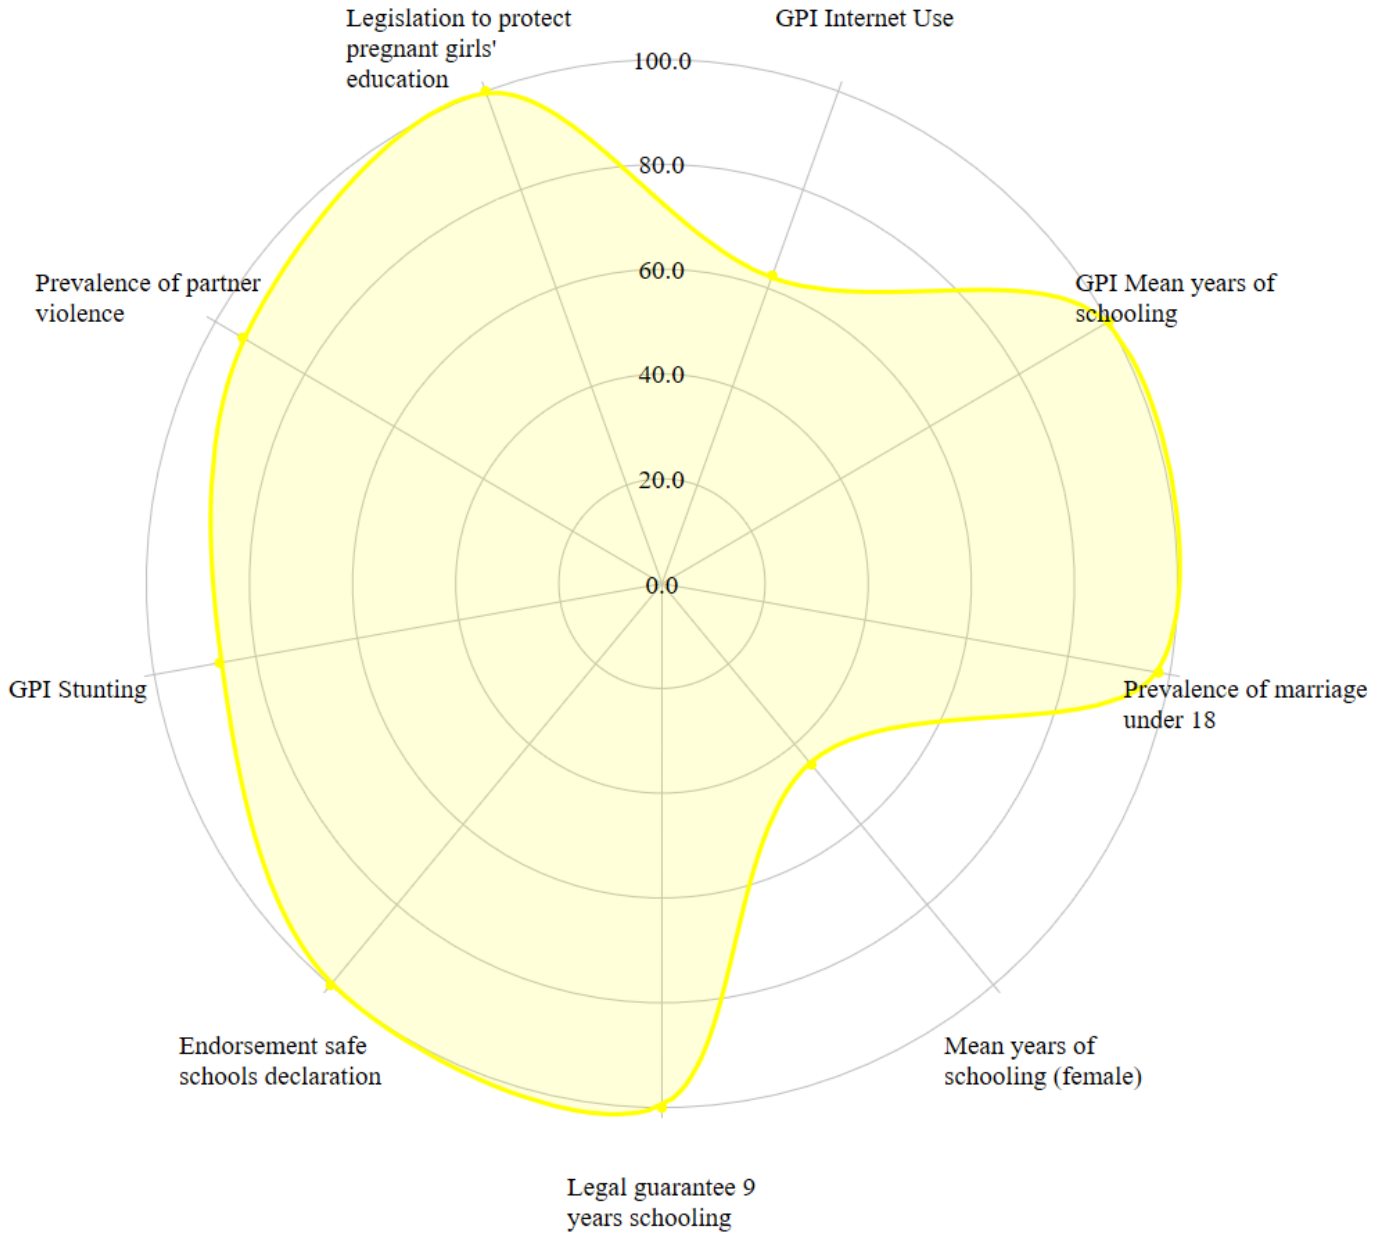 Legislation to protect
pregnant girls'
education
GPI Internet Use
100.0
80.0
60.0
40.0
20.0
0.0
Prevalence of partner
violence
GPI Mean years of
schooling
GPI Stunting
Prevalence of marriage
under 18
Endorsement safe
schools declaration
Mean years of
schooling (female)
Legal guarantee 9
years schooling